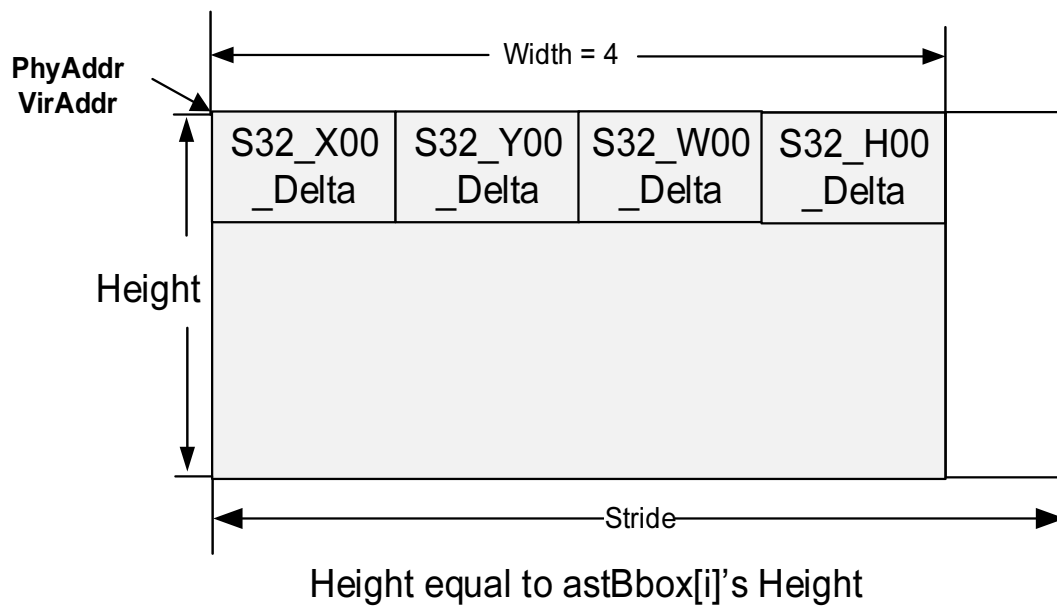 Width = 4
PhyAddr
VirAddr
S32_X00
_Delta
S32_Y00
_Delta
S32_W00
_Delta
S32_H00
_Delta
Height
Stride
Height equal to astBbox[i]'s Height